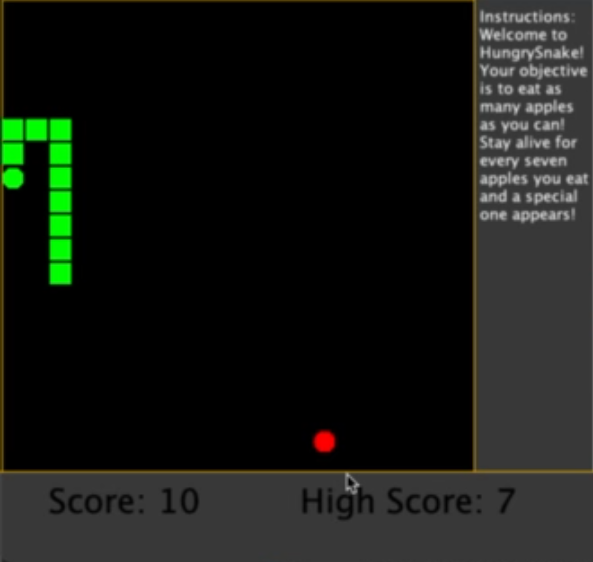 Instructions:
Welcome to
HungrySnake!
Your objective
is to eat as
many apples
as you can!
Stay alive for
every seven
apples you eat
and a special
one appears!
Score: 10
High Score: 7